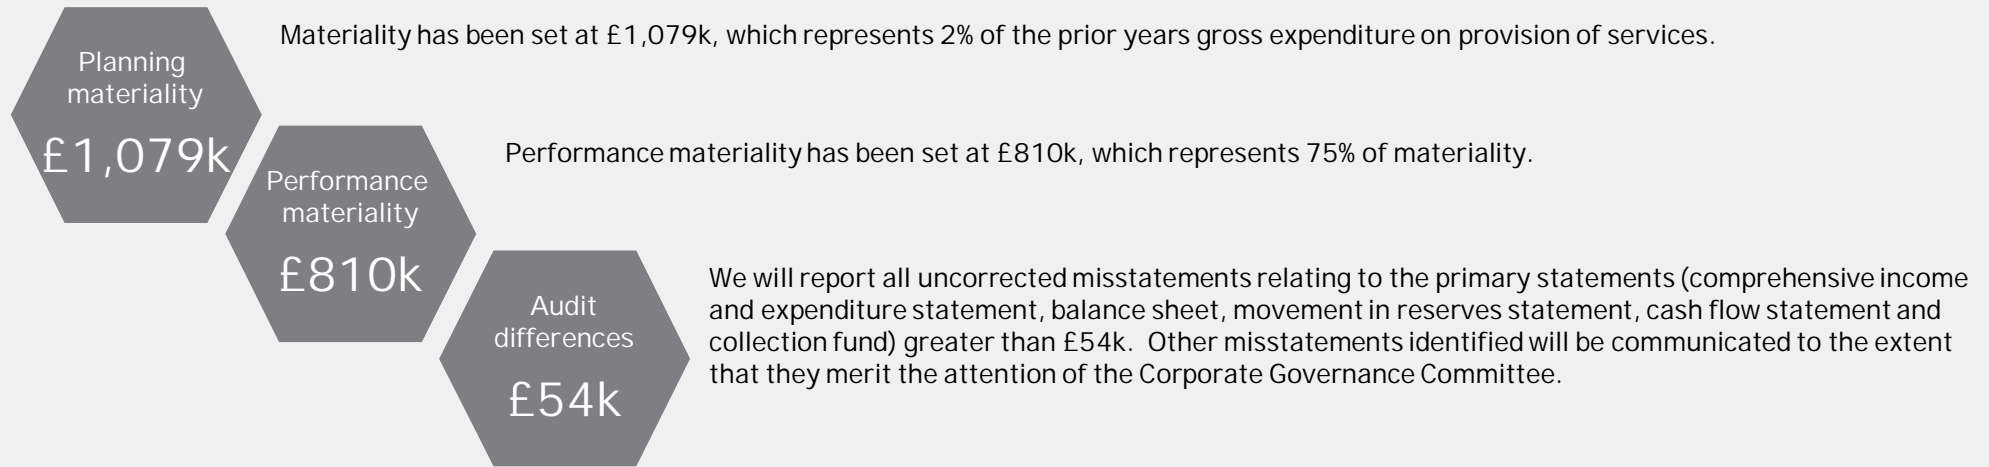 Planning
materiality
£1,079k
Materiality has been set at £1,079k, which represents 2% of the prior years gross expenditure on provision of services.
Performance
materiality
£810k
Performance materiality has been set at £810k, which represents 75% of materiality.
Audit
differences
£54k
We will report all uncorrected misstatements relating to the primary statements (comprehensive income
and expenditure statement, balance sheet, movement in reserves statement, cash flow statement and
collection fund) greater than £54k.  Other misstatements identified will be communicated to the extent
that they merit the attention of the Corporate Governance Committee.